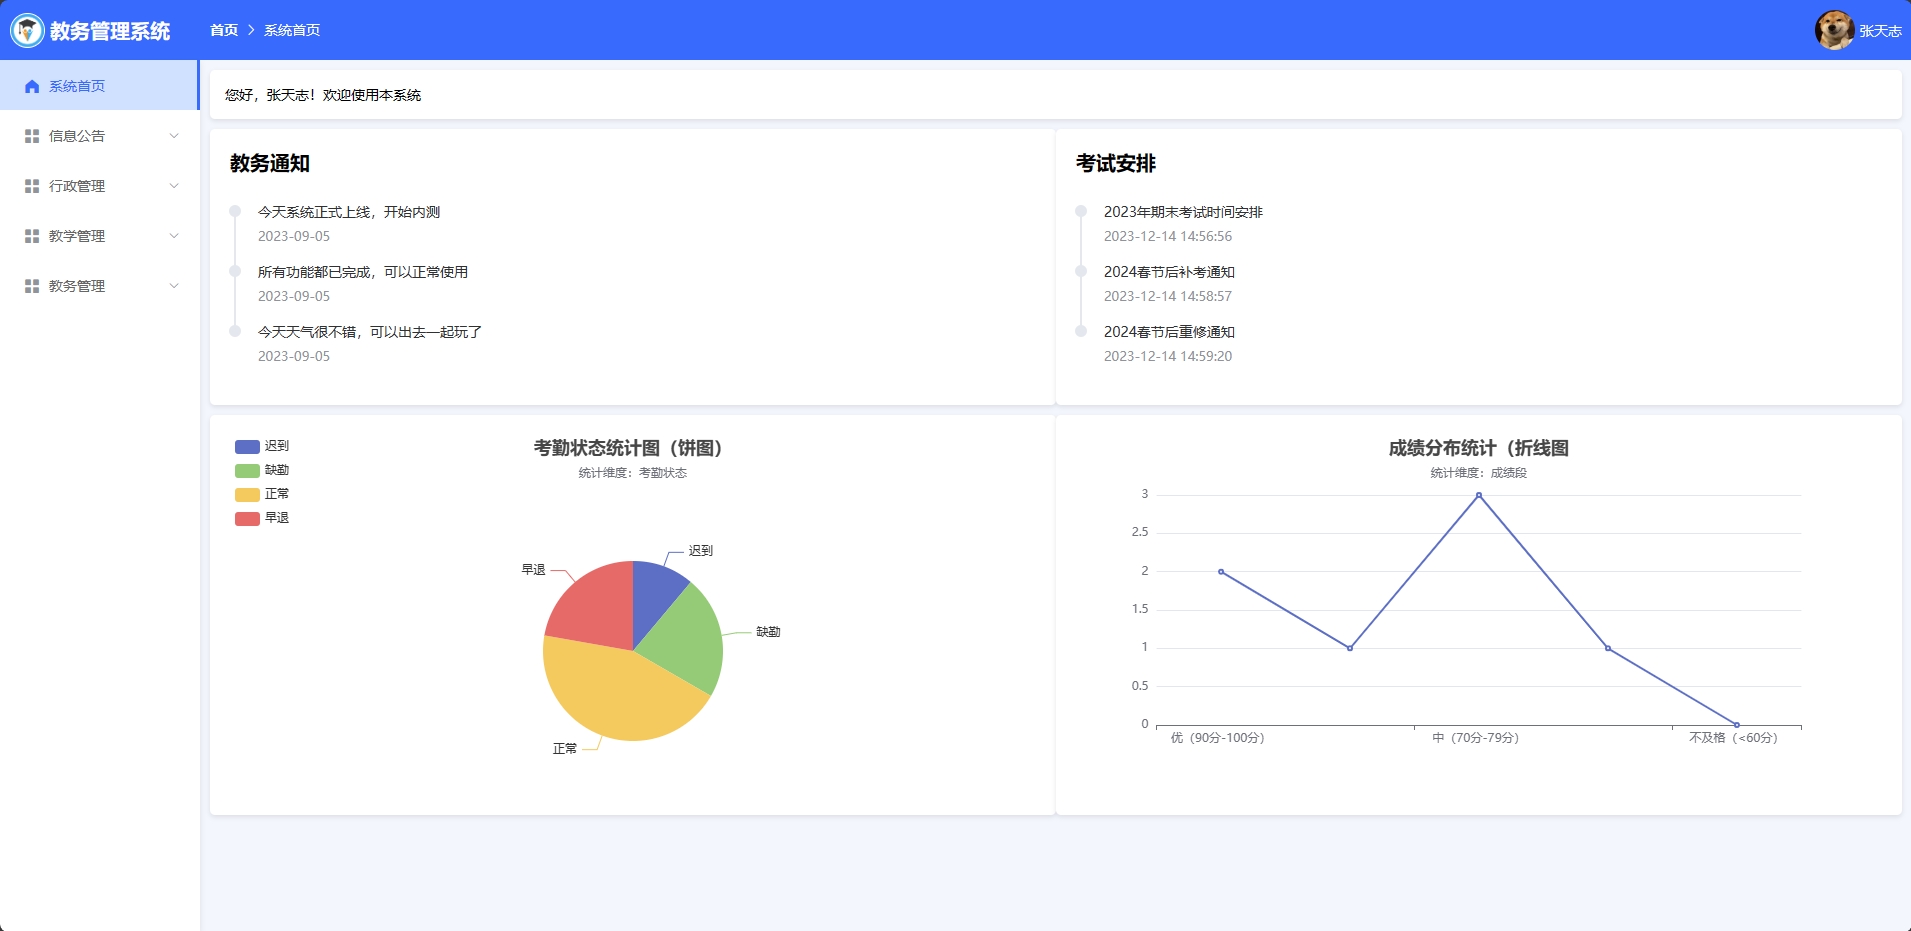 教务管理系统
首页 > 系统首页
张天志
系统首页
信息公告
行政管理
教学管理
教务管理
您好，张天志！欢迎使用本系统
教务通知
今天系统正式上线，开始内测
2023-09-05
所有功能都已完成，可以正常使用
2023-09-05
今天天气很不错，可以出去一起玩了
2023-09-05
考试安排
2023年期末考试时间安排
2023-12-14 14:56:56
2024春节后补考通知
2023-12-14 14:58:57
2024春节后重修通知
2023-12-14 14:59:20
迟到
缺勤
正常
早退
考勤状态统计图（饼图）
统计维度：考勤状态
迟到
早退
缺勤
正常
成绩分布统计（折线图
统计维度：成绩段
3
2.5
2
1.5
1
0.5
0
优（90分-100分）
中（70分-79分）
不及格（<60分）